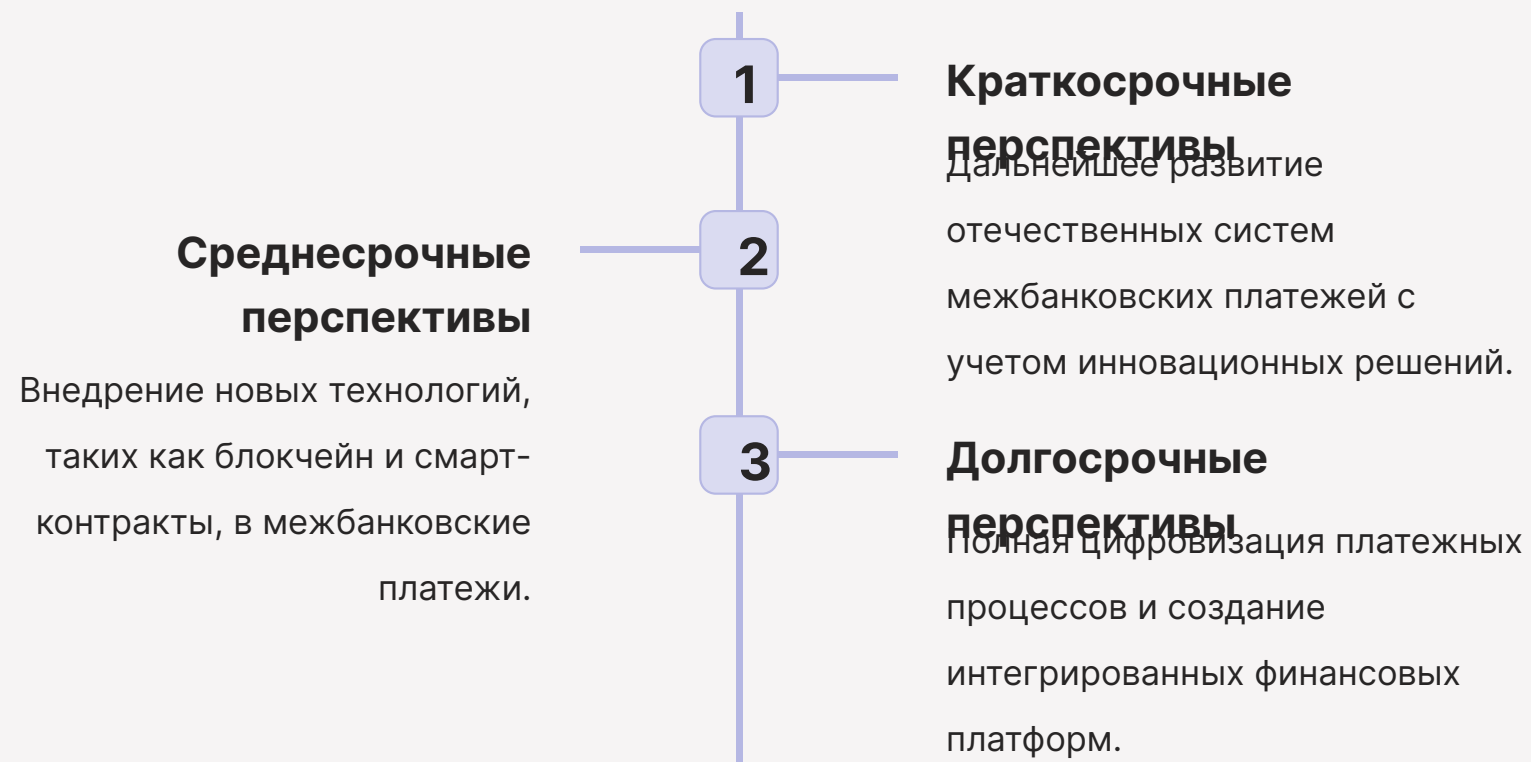 1
Краткосрочные
перспективы
Дальнейшее развитие
отечественных систем
межбанковских платежей с
учетом инновационных решений.
2
Среднесрочные
перспективы
Внедрение новых технологий,
таких как блокчейн и смарт-
контракты, в межбанковские
платежи.
3
Долгосрочные
перспективы
Полная цифровизация платежных
процессов и создание
интегрированных финансовых
платформ.